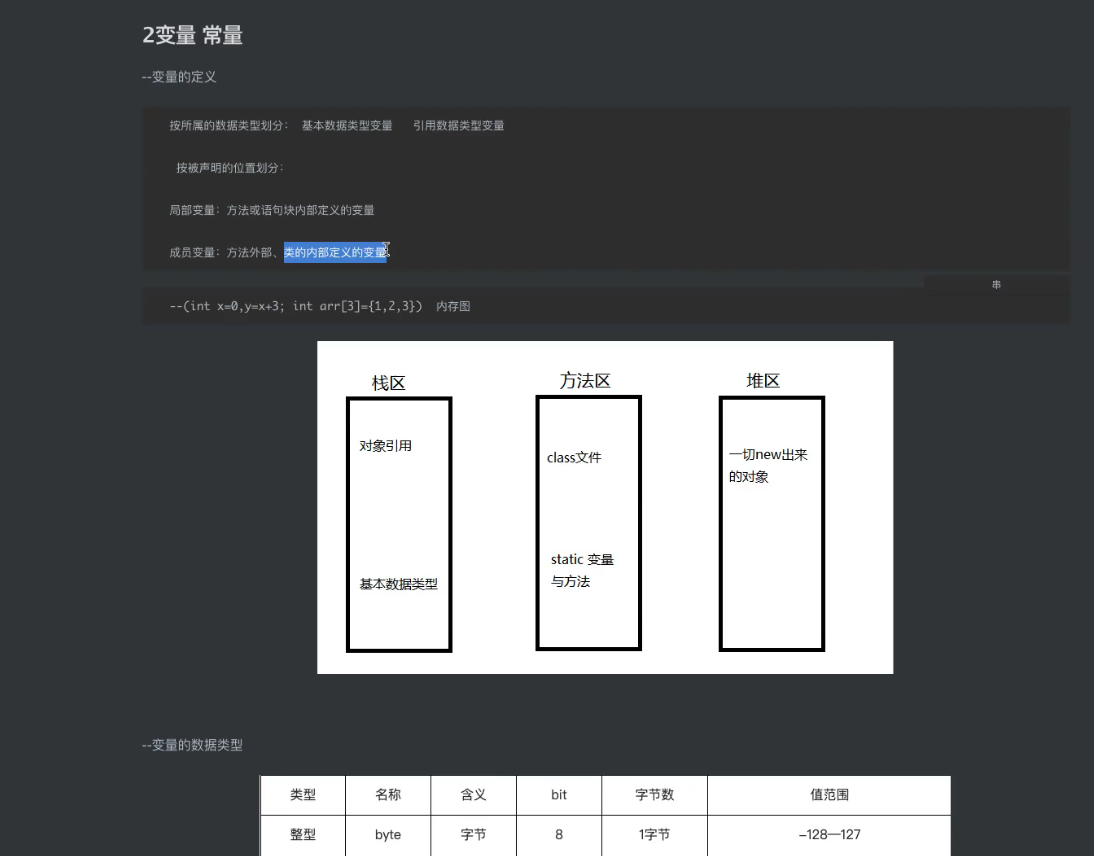 2变量 常量
--变量的定义
按所属的数据类型划分： 基本数据类型变量 引用数据类型变量
按被声明的位置划分：
局部变量：方法或语句块内部定义的变量
成员变量：方法外部、类的内部定义的变量
串
--(int x=0,y=x+3; int arr[3]={1,2,3}) 内存图
栈区 方法区 堆区
对象引用
class文件
一切new出来
的对象
static 变量
与方法
基本数据类型
--变量的数据类型
类型 名称 含义 bit 字节数 值范围
整型 byte 字节 8 1字节 -128—127